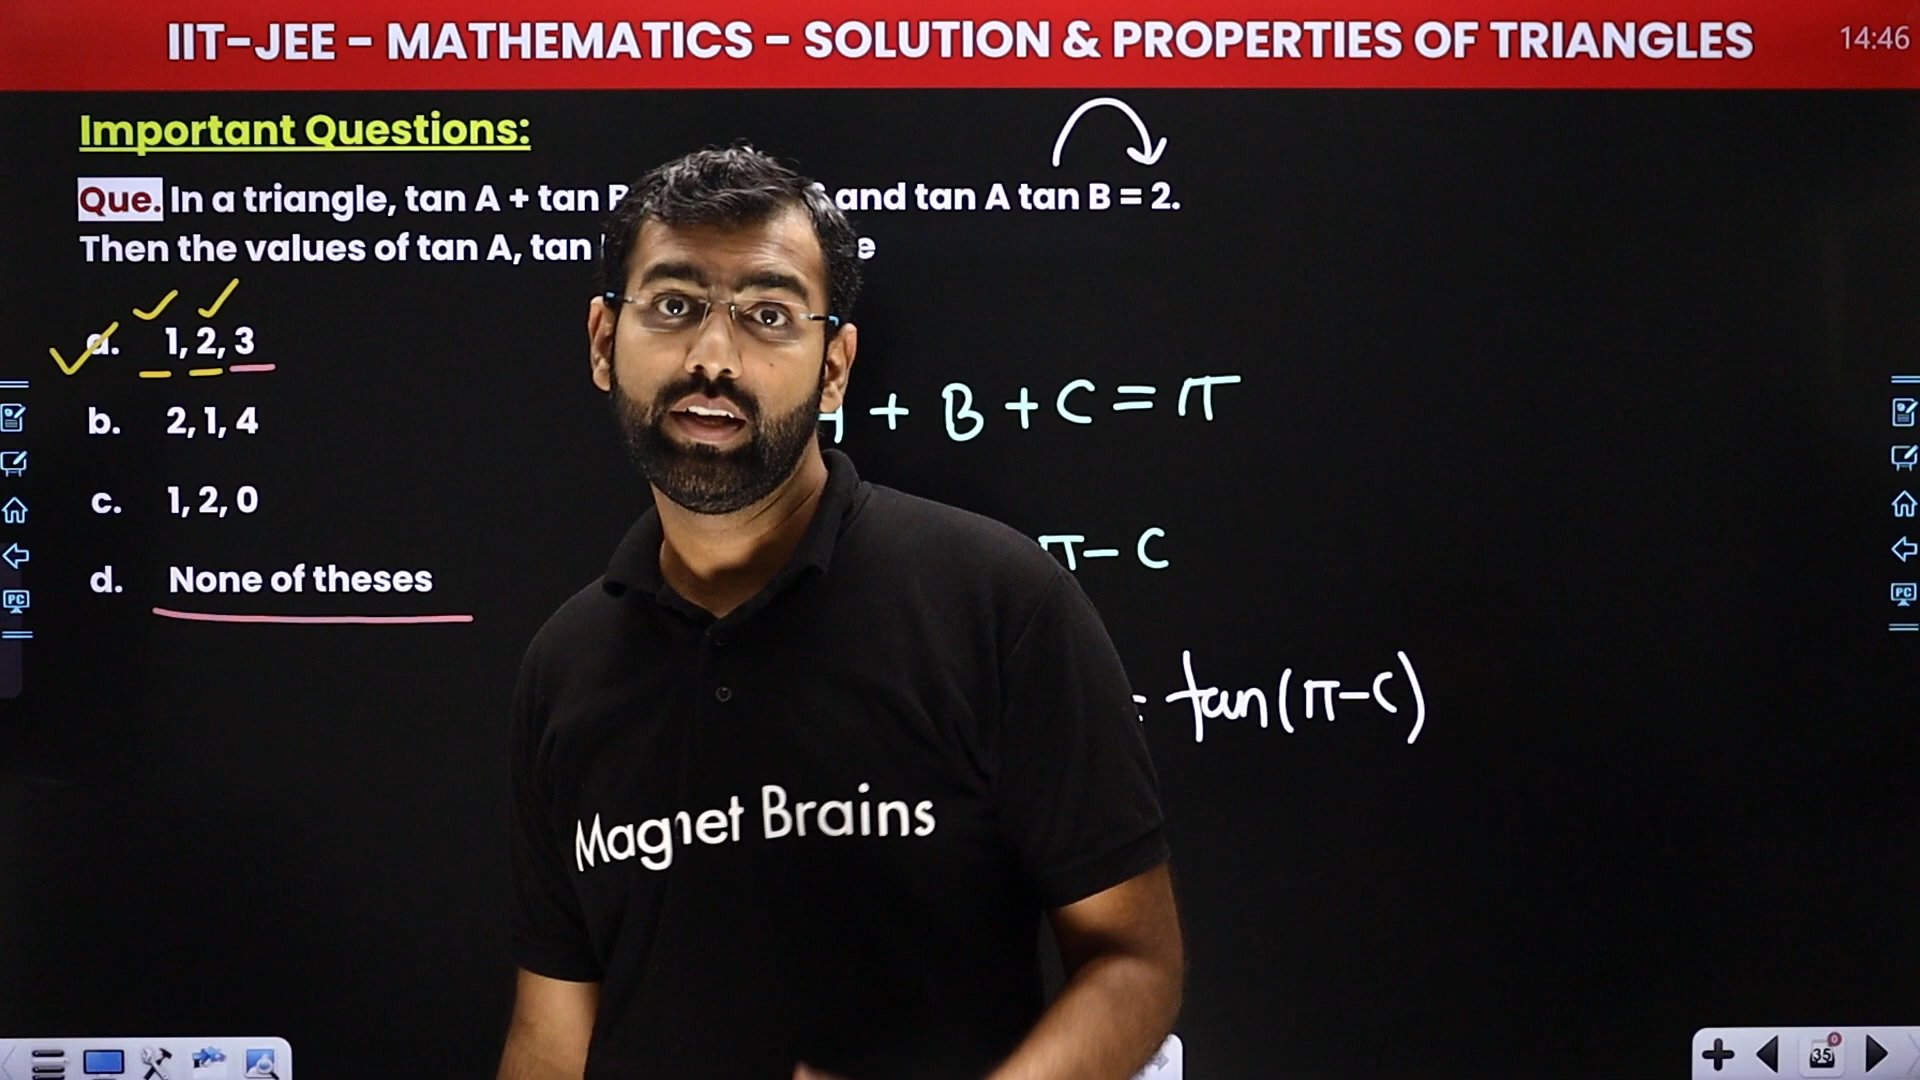 IIT-JEE - MATHEMATICS - SOLUTION & PROPERTIES OF TRIANGLES
14:46
Important Questions:
Que. In a triangle, tan A + tan and tan A tan B = 2.
Then the values of tan A, tan
a. 1, 2, 3
b. 2, 1, 4
c. 1, 2, 0
d. None of theses
+ B + C = π
π - C
= tan(π-C)
Magnet Brains
PC
PC
35